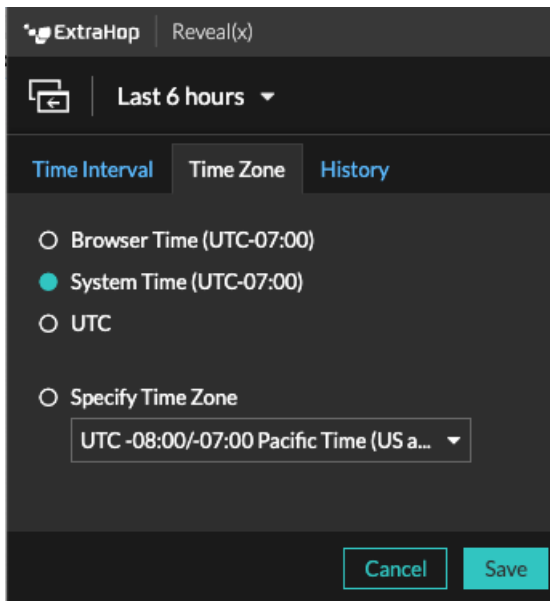 ExtraHop Reveal(x)
Last 6 hours
Time Interval Time Zone History
Browser Time (UTC-07:00)
System Time (UTC-07:00)
UTC
Specify Time Zone
UTC -08:00/-07:00 Pacific Time (US a...
Cancel Save